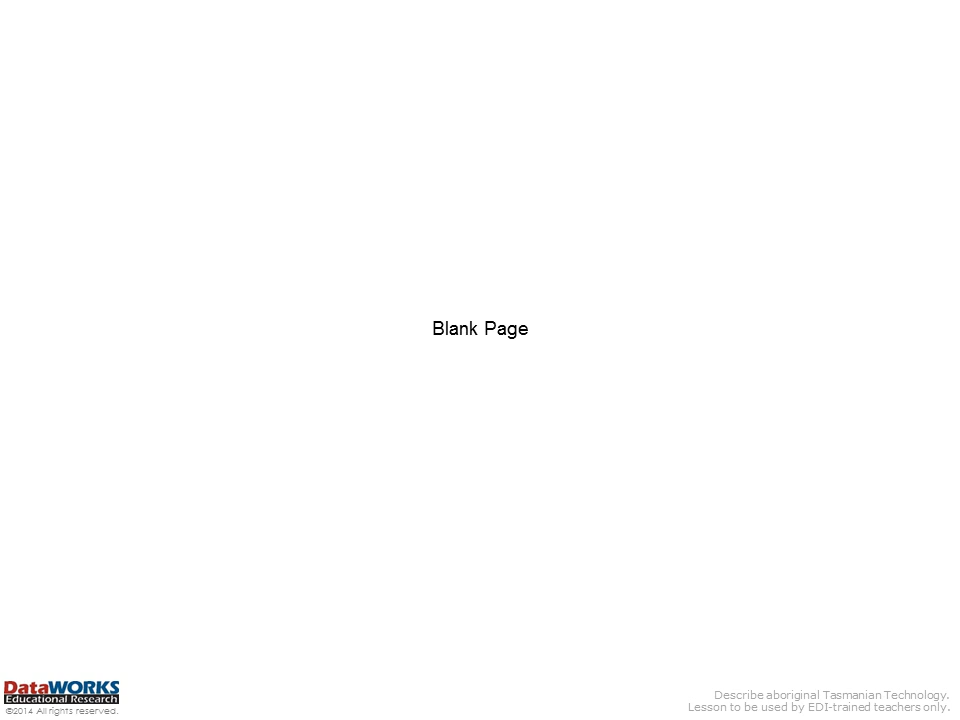 Blank Page
DataWORKS
Educational Research
©2014 All rights reserved.
Describe aboriginal Tasmanian Technology.
Lesson to be used by EDI-trained teachers only.